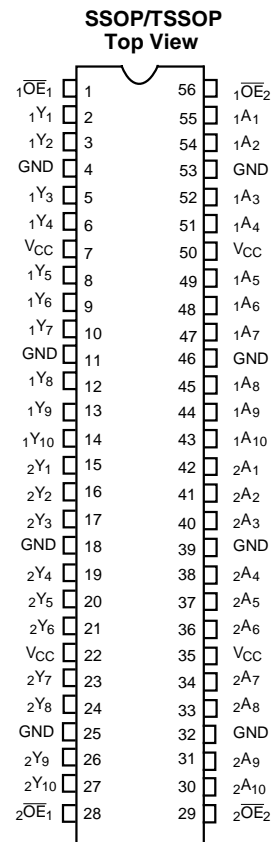 SSOP/TSSOP
Top View
1OE1 1 56 1OE2
1Y1 2 55 1A1
1Y2 3 54 1A2
GND 4 53 GND
1Y3 5 52 1A3
1Y4 6 51 1A4
VCC 7 50 VCC
1Y5 8 49 1A5
1Y6 9 48 1A6
1Y7 10 47 1A7
GND 11 46 GND
1Y8 12 45 1A8
1Y9 13 44 1A9
1Y10 14 43 1A10
2Y1 15 42 2A1
2Y2 16 41 2A2
2Y3 17 40 2A3
GND 18 39 GND
2Y4 19 38 2A4
2Y5 20 37 2A5
2Y6 21 36 2A6
VCC 22 35 VCC
2Y7 23 34 2A7
2Y8 24 33 2A8
GND 25 32 GND
2Y9 26 31 2A9
2Y10 27 30 2A10
2OE1 28 29 2OE2